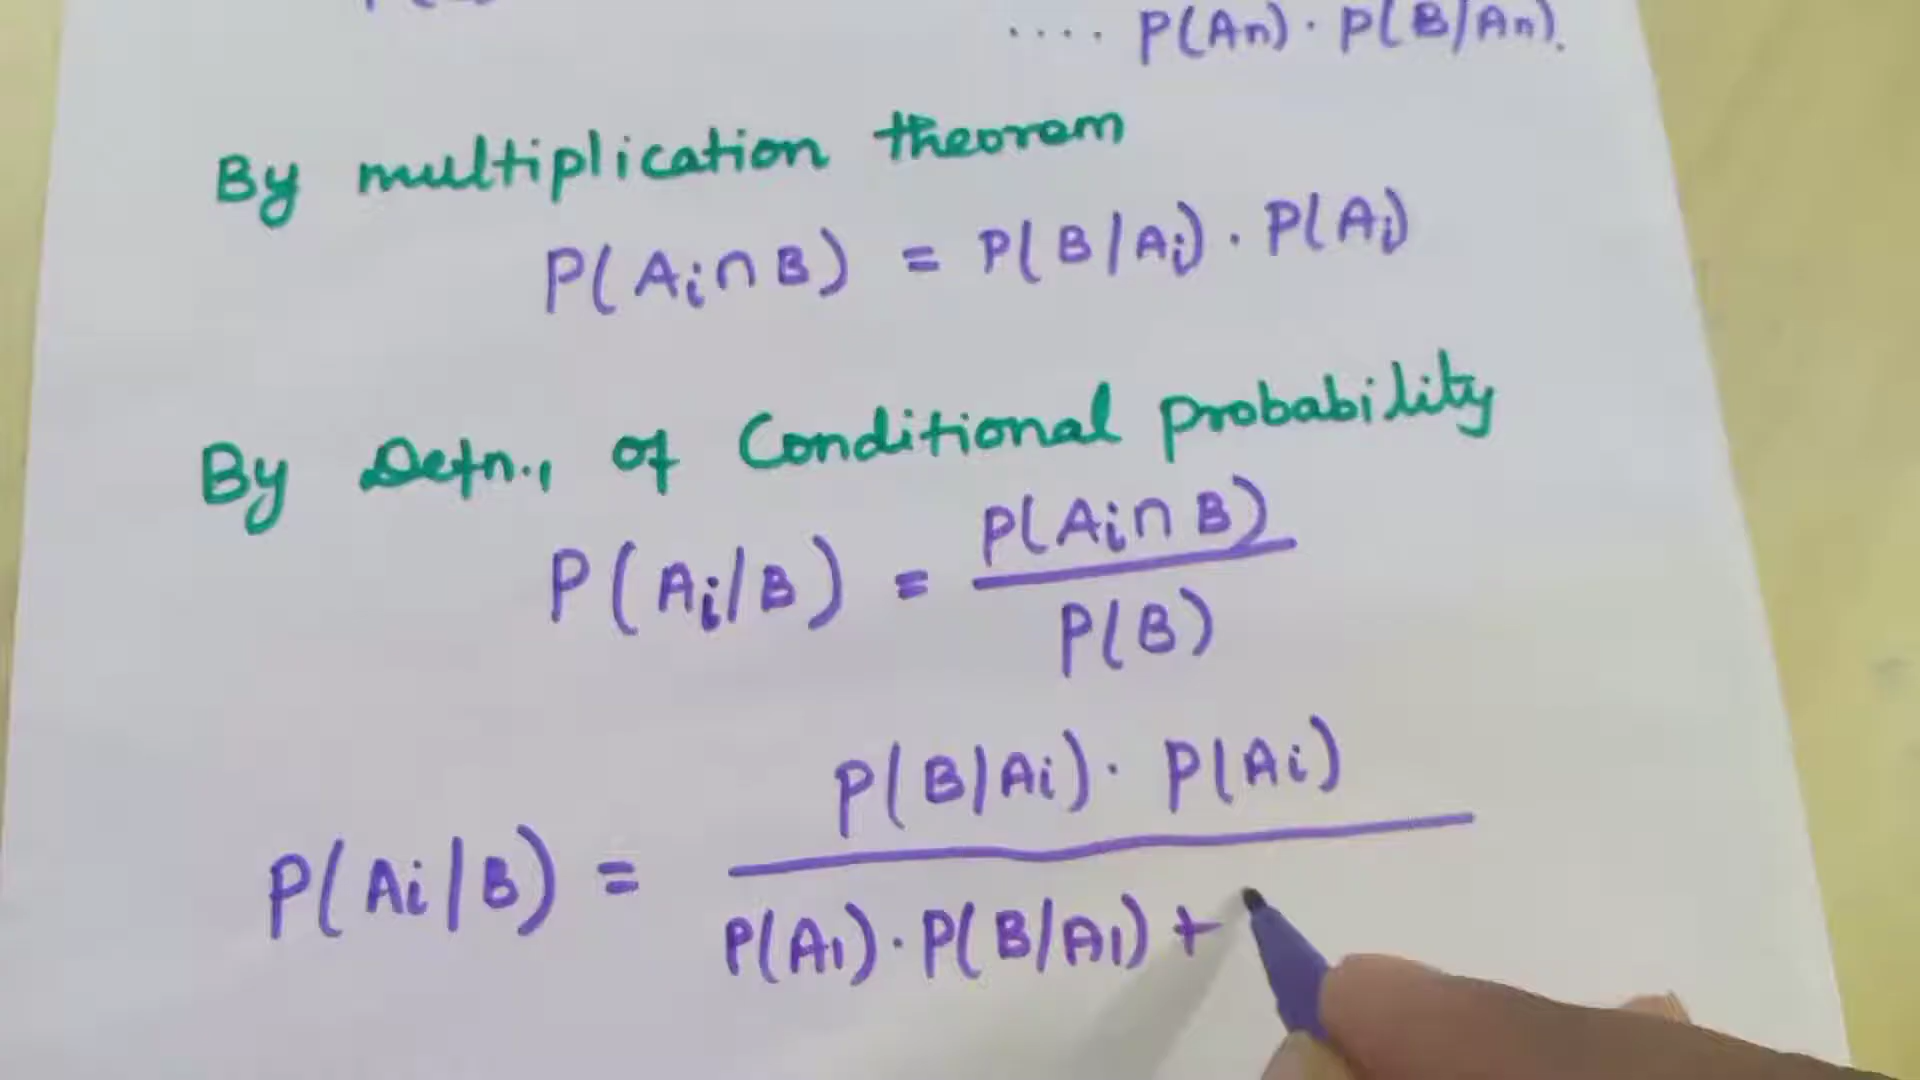 .... P(An) · P(B/An).
By multiplication theorem
P(Ai∩B) = P(B/Ai) · P(Ai)
By Defn., of Conditional probability
P(Ai/B) = P(Ai∩B)
P(B)
P(B/Ai) · P(Ai)
P(Ai/B) =
P(A1) · P(B/A1) +